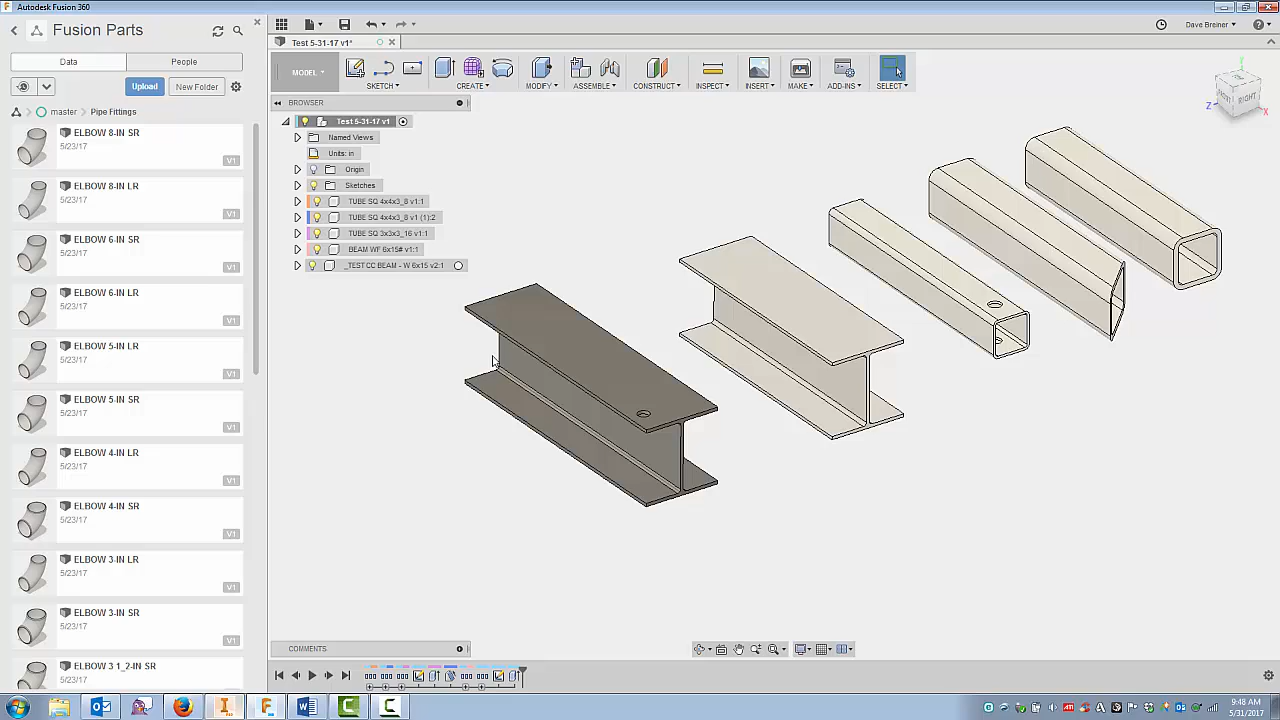 Autodesk Fusion 360
Fusion Parts
Data
People
Upload
New Folder
master
Pipe Fittings
ELBOW 8-IN SR
5/23/17
V1
ELBOW 8-IN LR
5/23/17
V1
ELBOW 6-IN SR
5/23/17
V1
ELBOW 6-IN LR
5/23/17
V1
ELBOW 5-IN LR
5/23/17
V1
ELBOW 5-IN SR
5/23/17
V1
ELBOW 4-IN LR
5/23/17
V1
ELBOW 4-IN SR
5/23/17
V1
ELBOW 3-IN LR
5/23/17
V1
ELBOW 3-IN SR
5/23/17
V1
ELBOW 3 1_2-IN SR
5/23/17
Dave Breiner
Test 5-31-17 v1*
MODEL
SKETCH
CREATE
MODIFY
ASSEMBLE
CONSTRUCT
INSPECT
INSERT
MAKE
ADD-INS
SELECT
BROWSER
Test 5-31-17 v1
Named Views
Units: in
Origin
Sketches
TUBE SQ 4x4x3_8 v1:1
TUBE SQ 4x4x3_8 v1 (1):2
TUBE SQ 3x3x3_16 v1:1
BEAM WF 6x15# v1:1
_TEST CC BEAM - W 6x15 v2:1
Z
RIGHT
X
COMMENTS
9:48 AM
5/31/2017